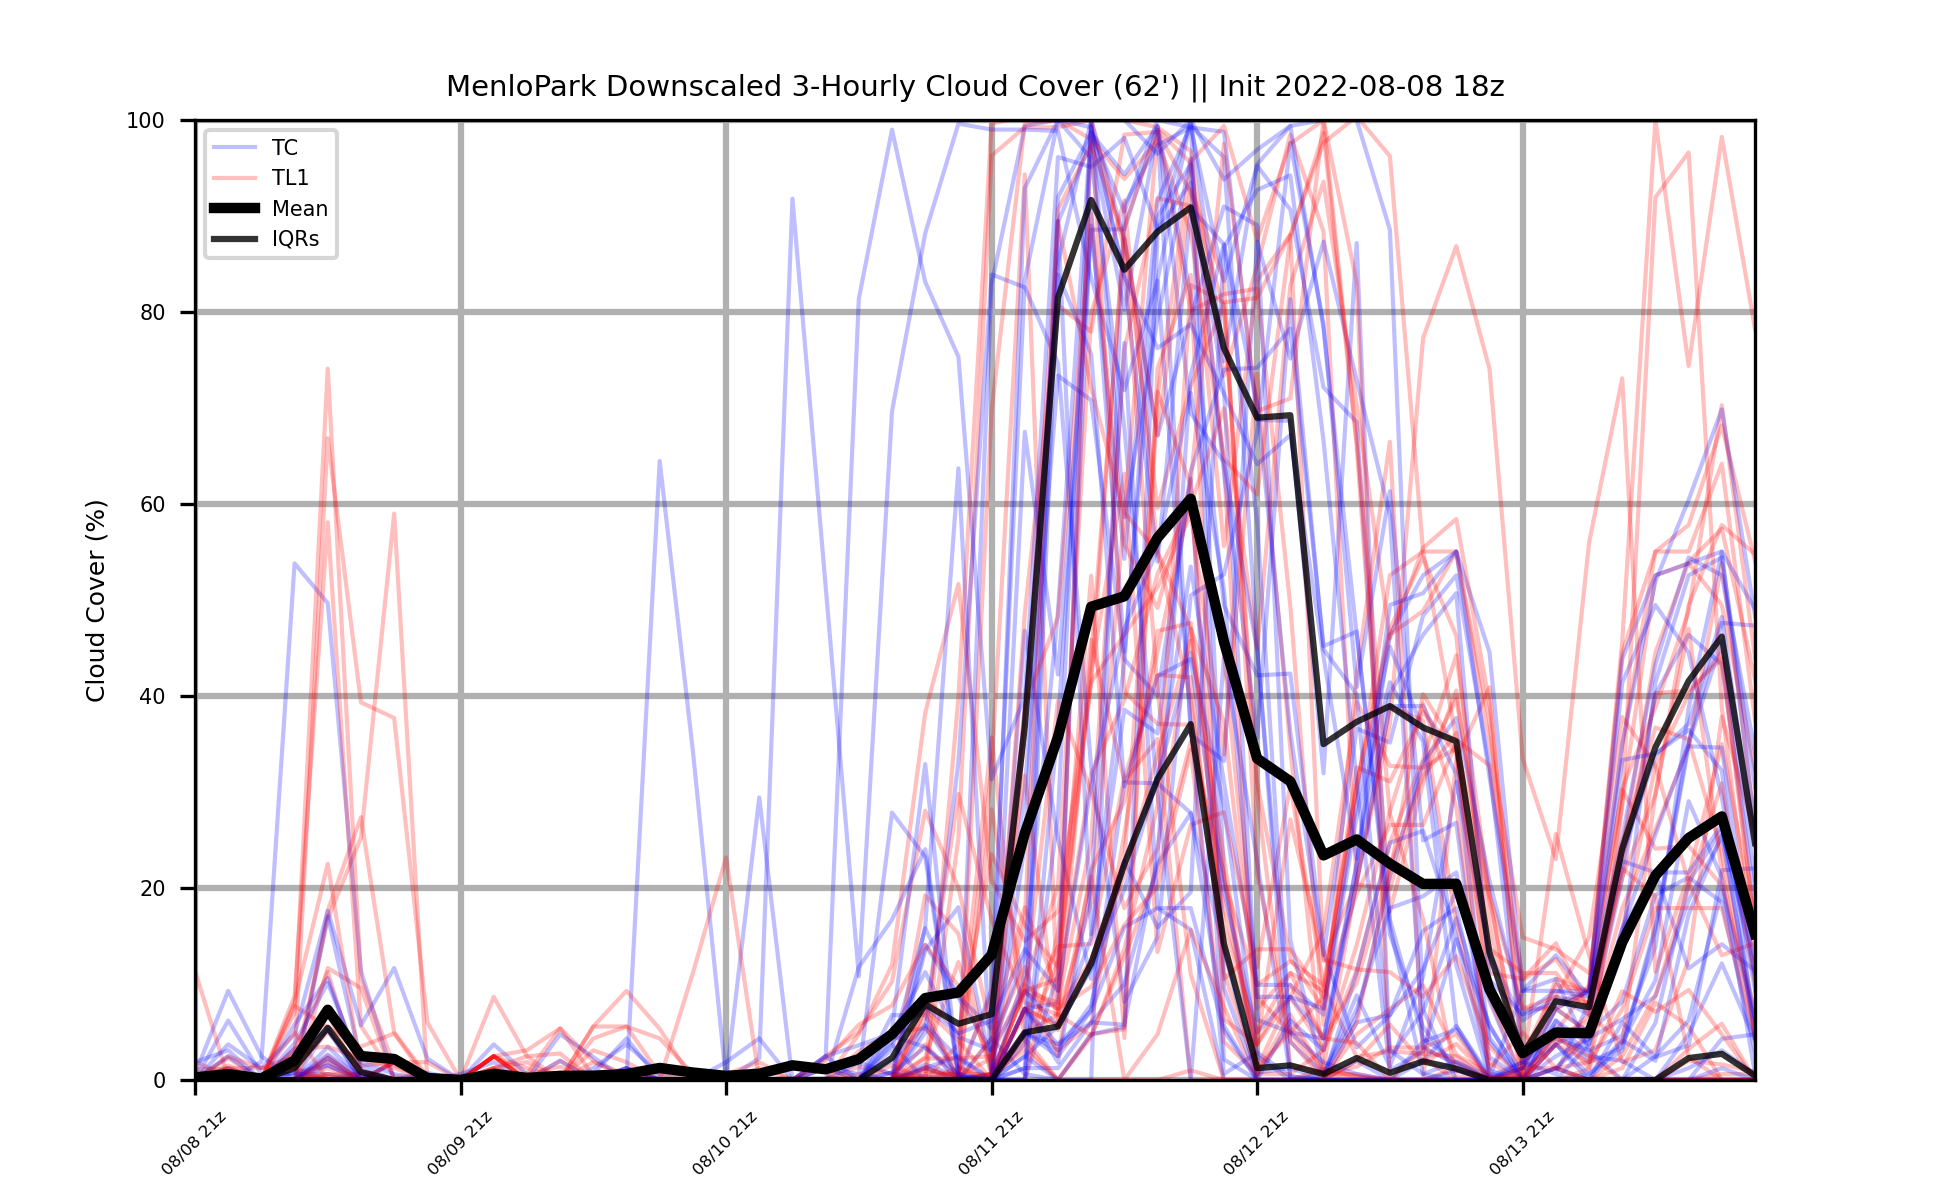 MenloPark Downscaled 3-Hourly Cloud Cover (62') || Init 2022-08-08 18z
Cloud Cover (%)
100
80
60
40
20
0
TC
TL1
Mean
IQRs
08/08 21z
08/09 21z
08/10 21z
08/11 21z
08/12 21z
08/13 21z